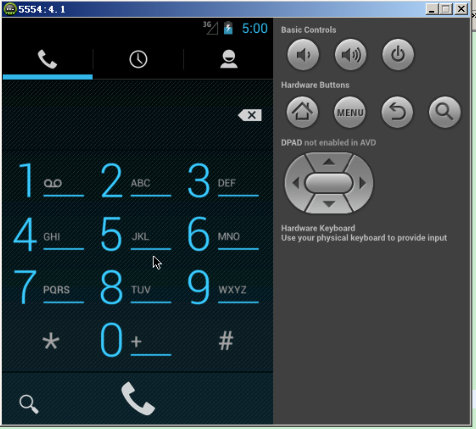 5554:4.1
3G
5:00
1
2 ABC
3 DEF
4 GHI
5 JKL
6 MNO
7 PQRS
8 TUV
9 WXYZ
* 0 + #
Basic Controls
Hardware Buttons
MENU
DPAD not enabled in AVD
Hardware Keyboard
Use your physical keyboard to provide input